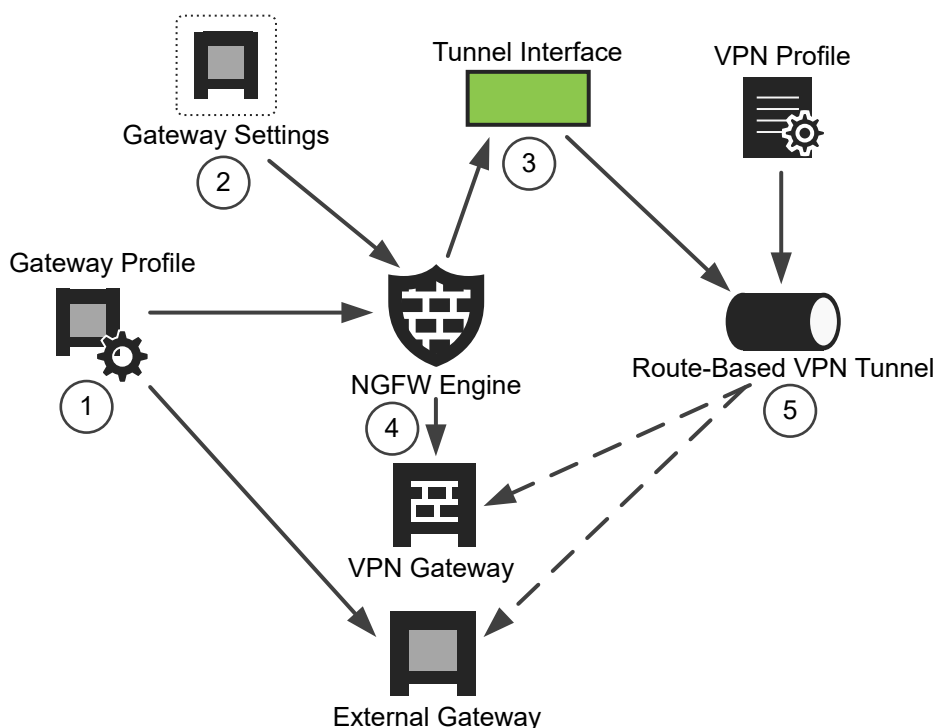 Tunnel Interface
VPN Profile
Gateway Settings
2
3
Gateway Profile
1
NGFW Engine
4
Route-Based VPN Tunnel
5
VPN Gateway
External Gateway